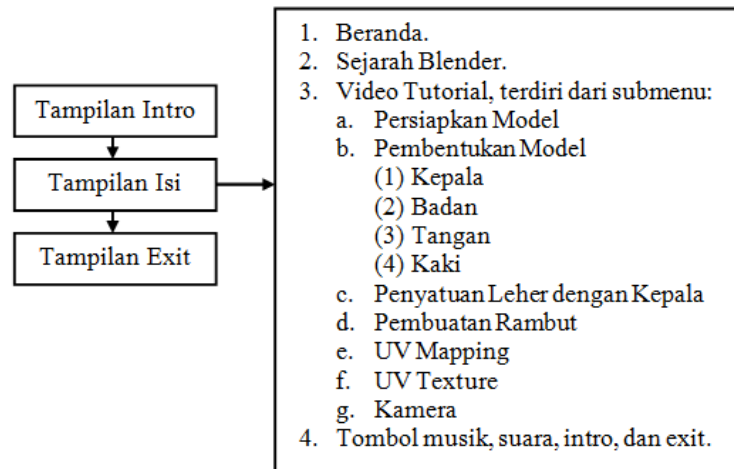 Tampilan Intro
Tampilan Isi
Tampilan Exit
1. Beranda.
2. Sejarah Blender.
3. Video Tutorial, terdiri dari submenu:
a. Persiapkan Model
b. Pembentukan Model
(1) Kepala
(2) Badan
(3) Tangan
(4) Kaki
c. Penyatuan Leher dengan Kepala
d. Pembuatan Rambut
e. UV Mapping
f. UV Texture
g. Kamera
4. Tombol musik, suara, intro, dan exit.